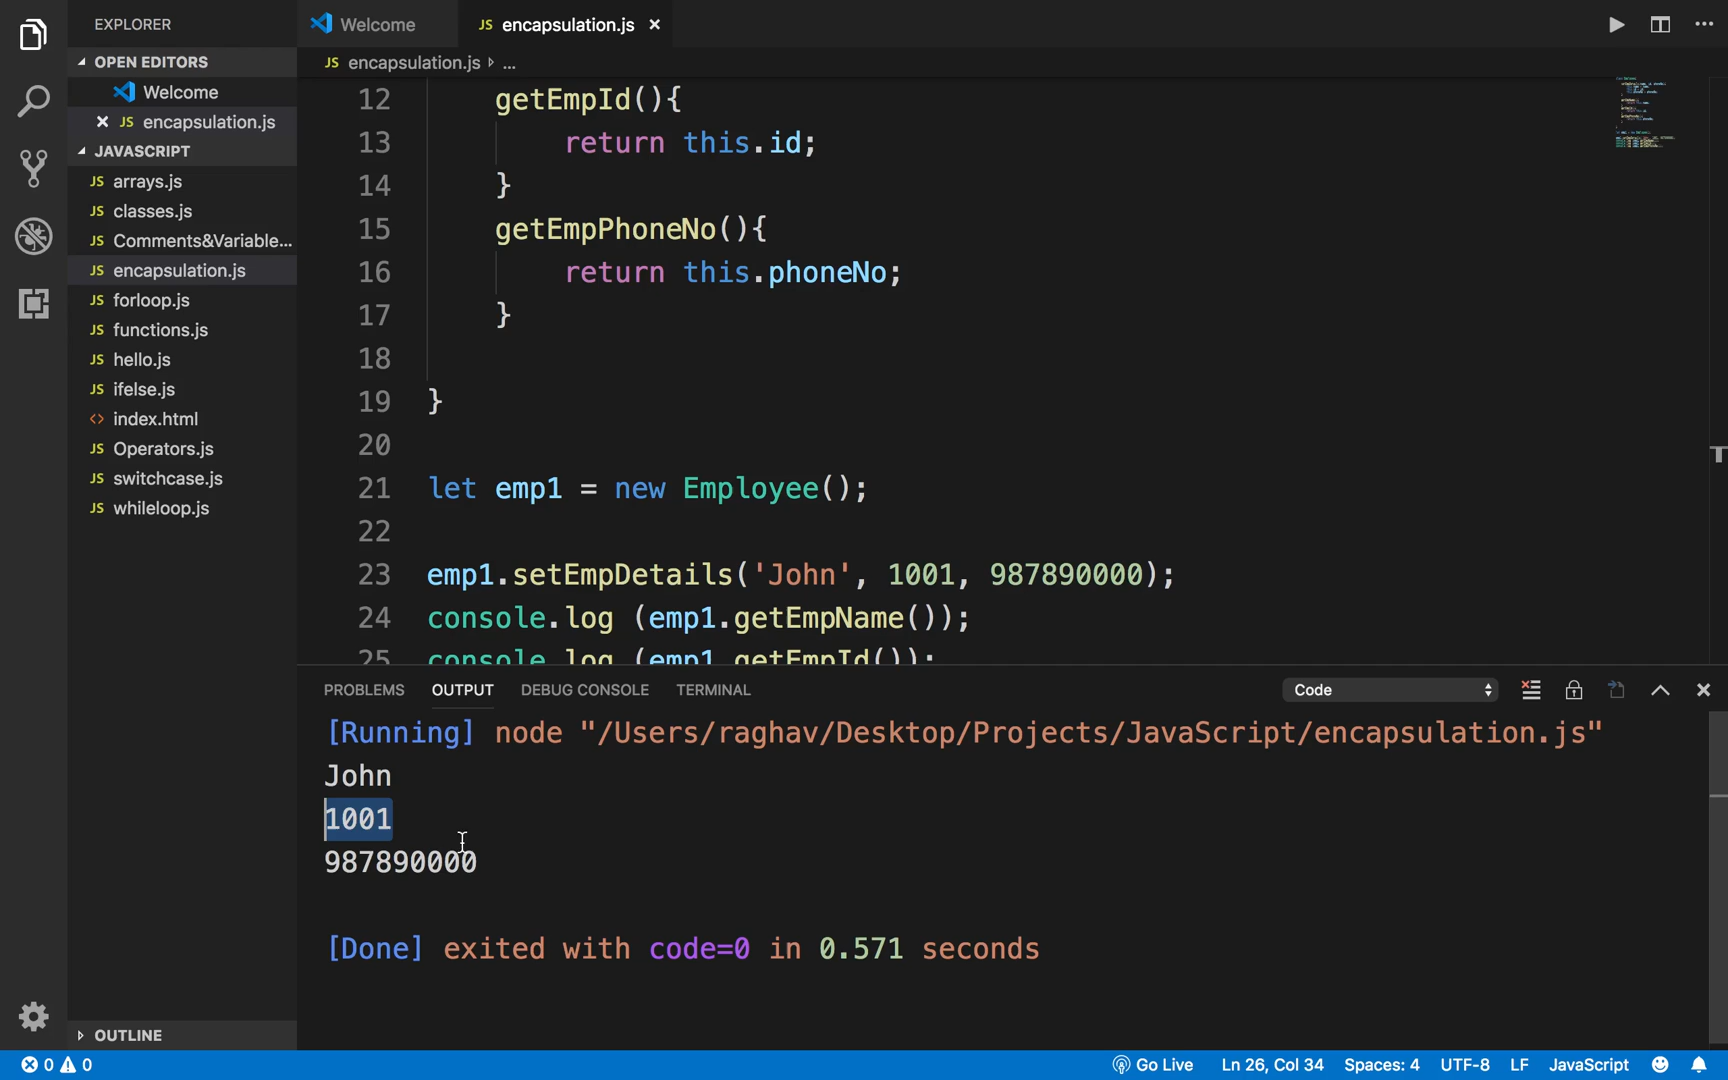 EXPLORER
OPEN EDITORS
Welcome
JS encapsulation.js
JAVASCRIPT
JS arrays.js
JS classes.js
JS Comments&Variable...
JS encapsulation.js
JS forloop.js
JS functions.js
JS hello.js
JS ifelse.js
<> index.html
JS Operators.js
JS switchcase.js
JS whileloop.js
OUTLINE
Welcome
JS encapsulation.js
JS encapsulation.js ...
12 getEmpId(){
13 return this.id;
14 }
15 getEmpPhoneNo(){
16 return this.phoneNo;
17 }
18
19 }
20
21 let emp1 = new Employee();
22
23 emp1.setEmpDetails('John', 1001, 987890000);
24 console.log (emp1.getEmpName());
25 console.log (emp1.getEmpId());
PROBLEMS OUTPUT DEBUG CONSOLE TERMINAL Code
[Running] node "/Users/raghav/Desktop/Projects/JavaScript/encapsulation.js"
John
1001
987890000
[Done] exited with code=0 in 0.571 seconds
0 0 Go Live Ln 26, Col 34 Spaces: 4 UTF-8 LF JavaScript